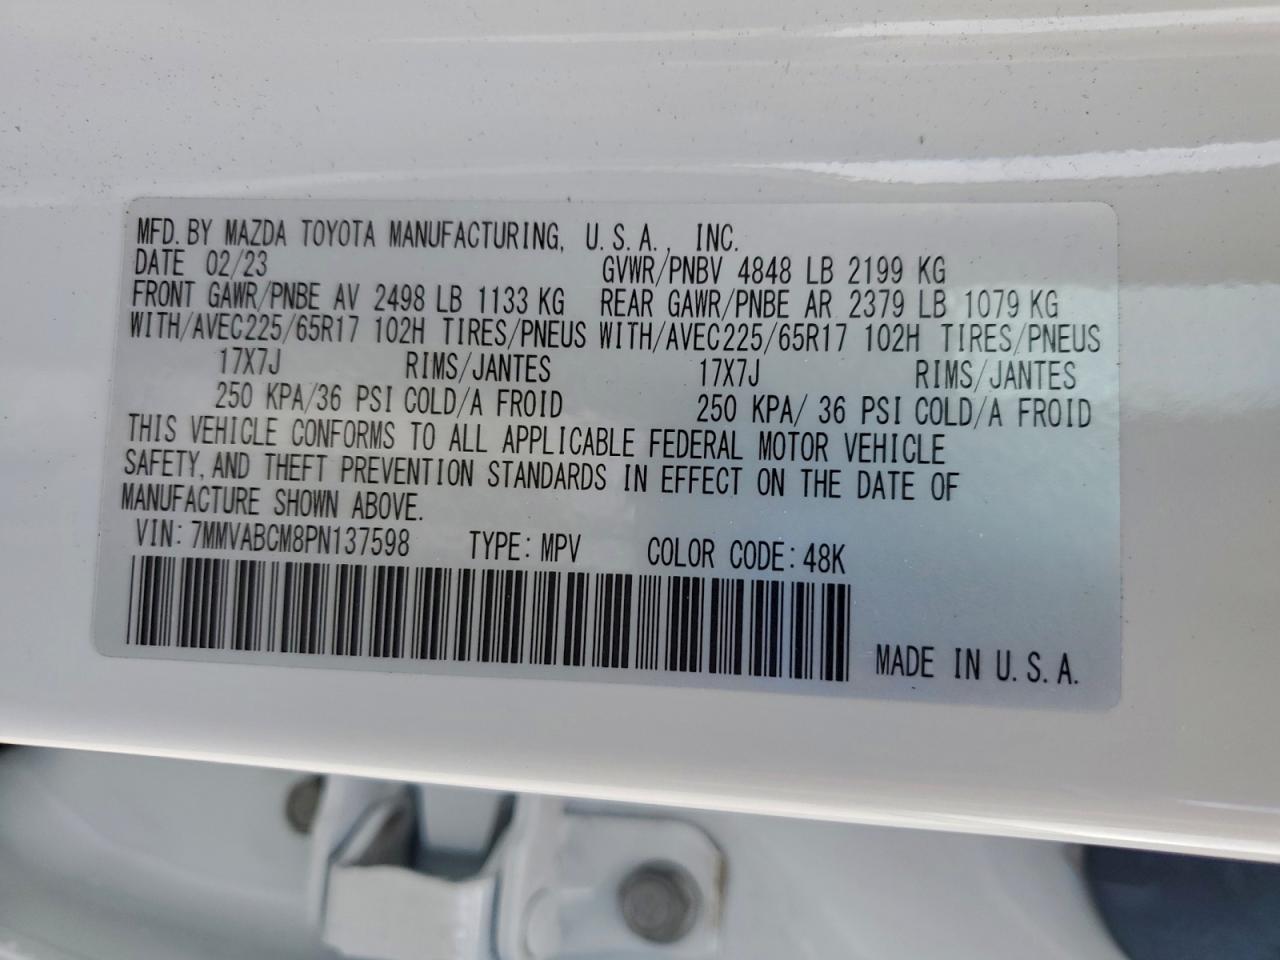 MFD. BY MAZDA TOYOTA MANUFACTURING, U.S.A., INC.
DATE 02/23 GVWR/PNBV 4848 LB 2199 KG
FRONT GAWR/PNBE AV 2498 LB 1133 KG REAR GAWR/PNBE AR 2379 LB 1079 KG
WITH/AVEC225/65R17 102H TIRES/PNEUS WITH/AVEC225/65R17 102H TIRES/PNEUS
17X7J RIMS/JANTES 17X7J RIMS/JANTES
250 KPA/36 PSI COLD/A FROID 250 KPA/ 36 PSI COLD/A FROID
THIS VEHICLE CONFORMS TO ALL APPLICABLE FEDERAL MOTOR VEHICLE
SAFETY, AND THEFT PREVENTION STANDARDS IN EFFECT ON THE DATE OF
MANUFACTURE SHOWN ABOVE.
VIN: 7MMVABCM8PN137598 TYPE: MPV COLOR CODE: 48K
MADE IN U.S.A.